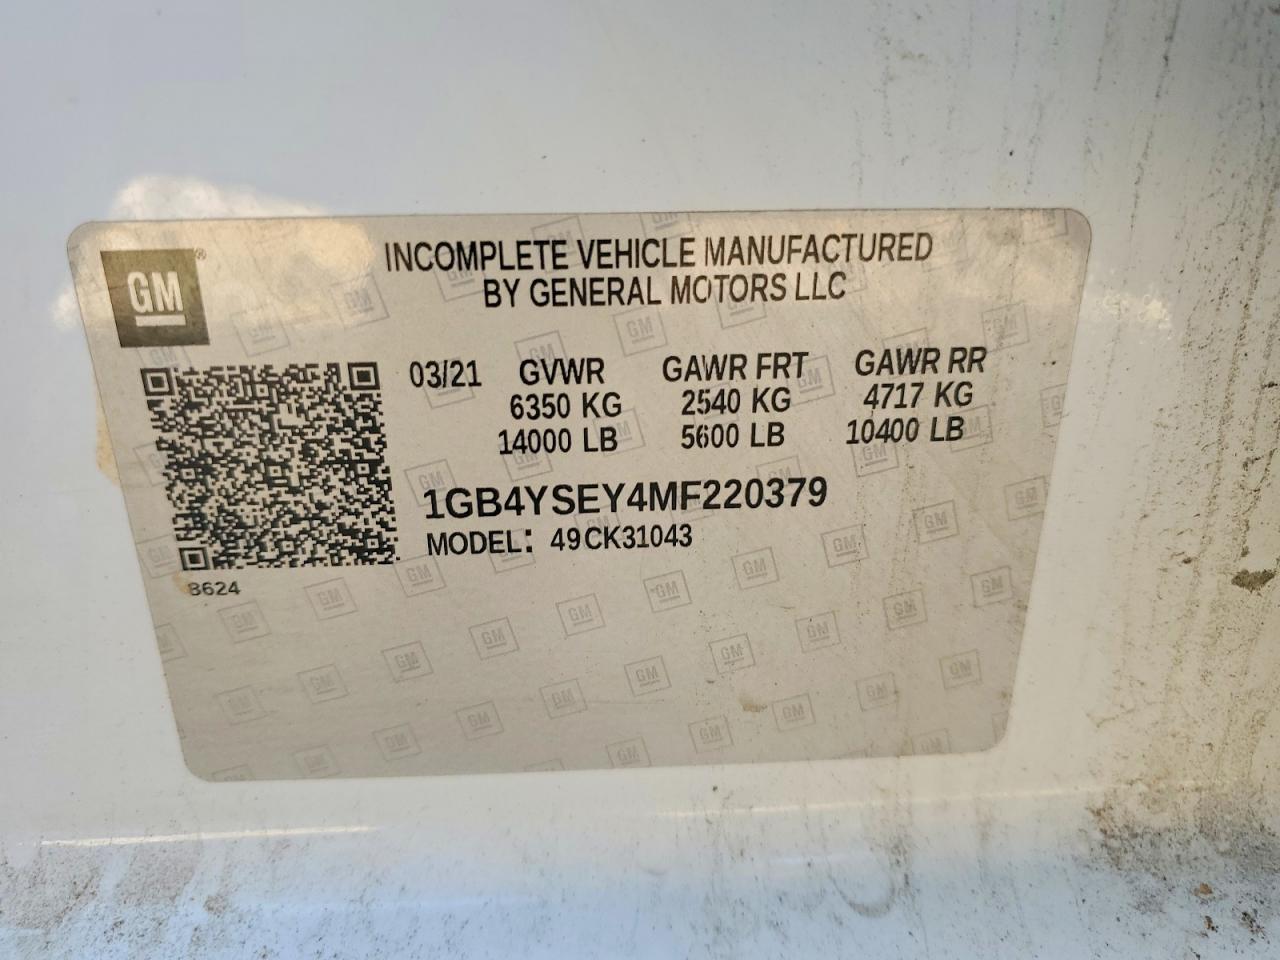 GM®
INCOMPLETE VEHICLE MANUFACTURED
BY GENERAL MOTORS LLC
03/21 GVWR GAWR FRT GAWR RR
6350 KG 2540 KG 4717 KG
14000 LB 5600 LB 10400 LB
1GB4YSEY4MF220379
MODEL: 49CK31043
8624